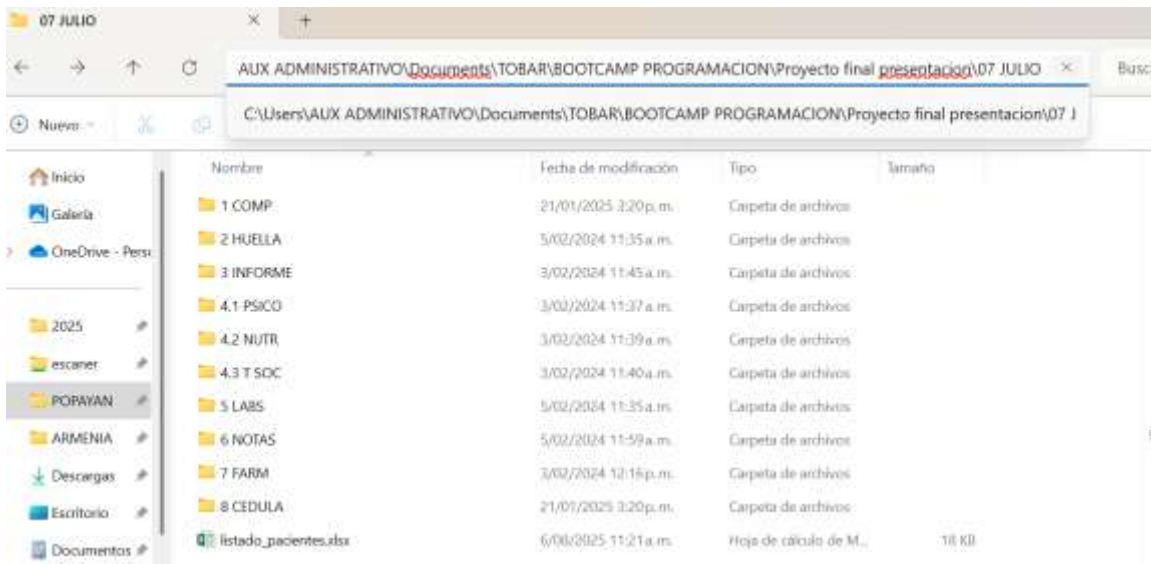 07 JULIO
AUX ADMINISTRATIVO\Documents\TOBAR\BOOTCAMP PROGRAMACION\Proyecto final presentacion\07 JULIO
Busc
C:\Users\AUX ADMINISTRATIVO\Documents\TOBAR\BOOTCAMP PROGRAMACION\Proyecto final presentacion\07 J
Nuevo
Nombre Fecha de modificación Tipo Tamaño
Inicio
Galería
OneDrive - Perso
2025
escaner
POPAYAN
ARMENIA
Descargas
Escritorio
Documentos
1 COMP 21/01/2025 3:20 p. m. Carpeta de archivos
2 HUELLA 5/02/2024 11:35 a. m. Carpeta de archivos
3 INFORME 3/02/2024 11:45 a. m. Carpeta de archivos
4.1 PSICO 3/02/2024 11:37 a. m. Carpeta de archivos
4.2 NUTR 3/02/2024 11:39 a. m. Carpeta de archivos
4.3 T SOC 3/02/2024 11:40 a. m. Carpeta de archivos
5 LABS 5/02/2024 11:35 a. m. Carpeta de archivos
6 NOTAS 5/02/2024 11:59 a. m. Carpeta de archivos
7 FARM 3/02/2024 12:16 p. m. Carpeta de archivos
8 CEDULA 21/01/2025 3:20 p. m. Carpeta de archivos
listado_pacientes.xlsx 6/08/2025 11:21 a. m. Hoja de cálculo de M... 18 KB